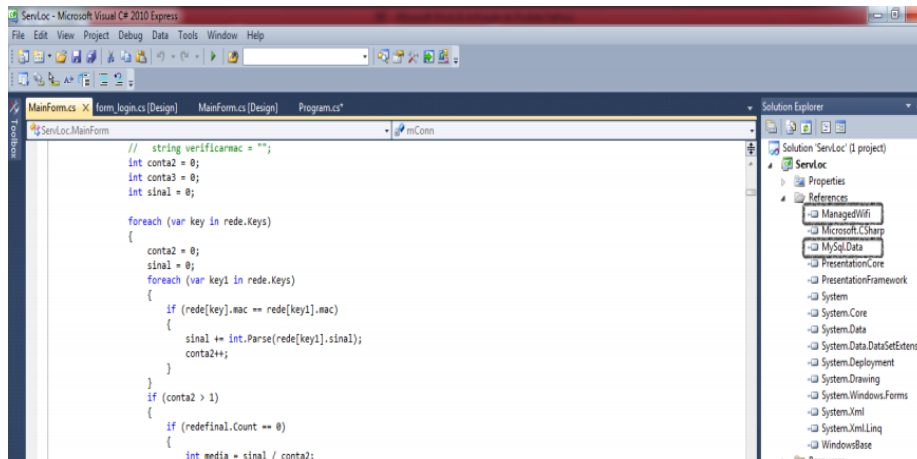 ServLoc - Microsoft Visual C# 2010 Express
File Edit View Project Debug Data Tools Window Help
MainForm.cs X form_login.cs [Design] MainForm.cs [Design] Program.cs*
ServLoc.MainForm
mConn
Toolbox
// string verificarmac = "";
int conta2 = 0;
int conta3 = 0;
int sinal = 0;
foreach (var key in rede.Keys)
{
conta2 = 0;
sinal = 0;
foreach (var key1 in rede.Keys)
{
if (rede[key].mac == rede[key1].mac)
{
sinal += int.Parse(rede[key1].sinal);
conta2++;
}
}
if (conta2 > 1)
{
if (redefinal.Count == 0)
{
int media = sinal / conta2;
Solution Explorer
Solution 'ServLoc' (1 project)
ServLoc
Properties
References
ManagedWifi
Microsoft.CSharp
MySql.Data
PresentationCore
PresentationFramework
System
System.Core
System.Data
System.Data.DataSetExtens
System.Deployment
System.Drawing
System.Windows.Forms
System.Xml
System.Xml.Linq
WindowsBase